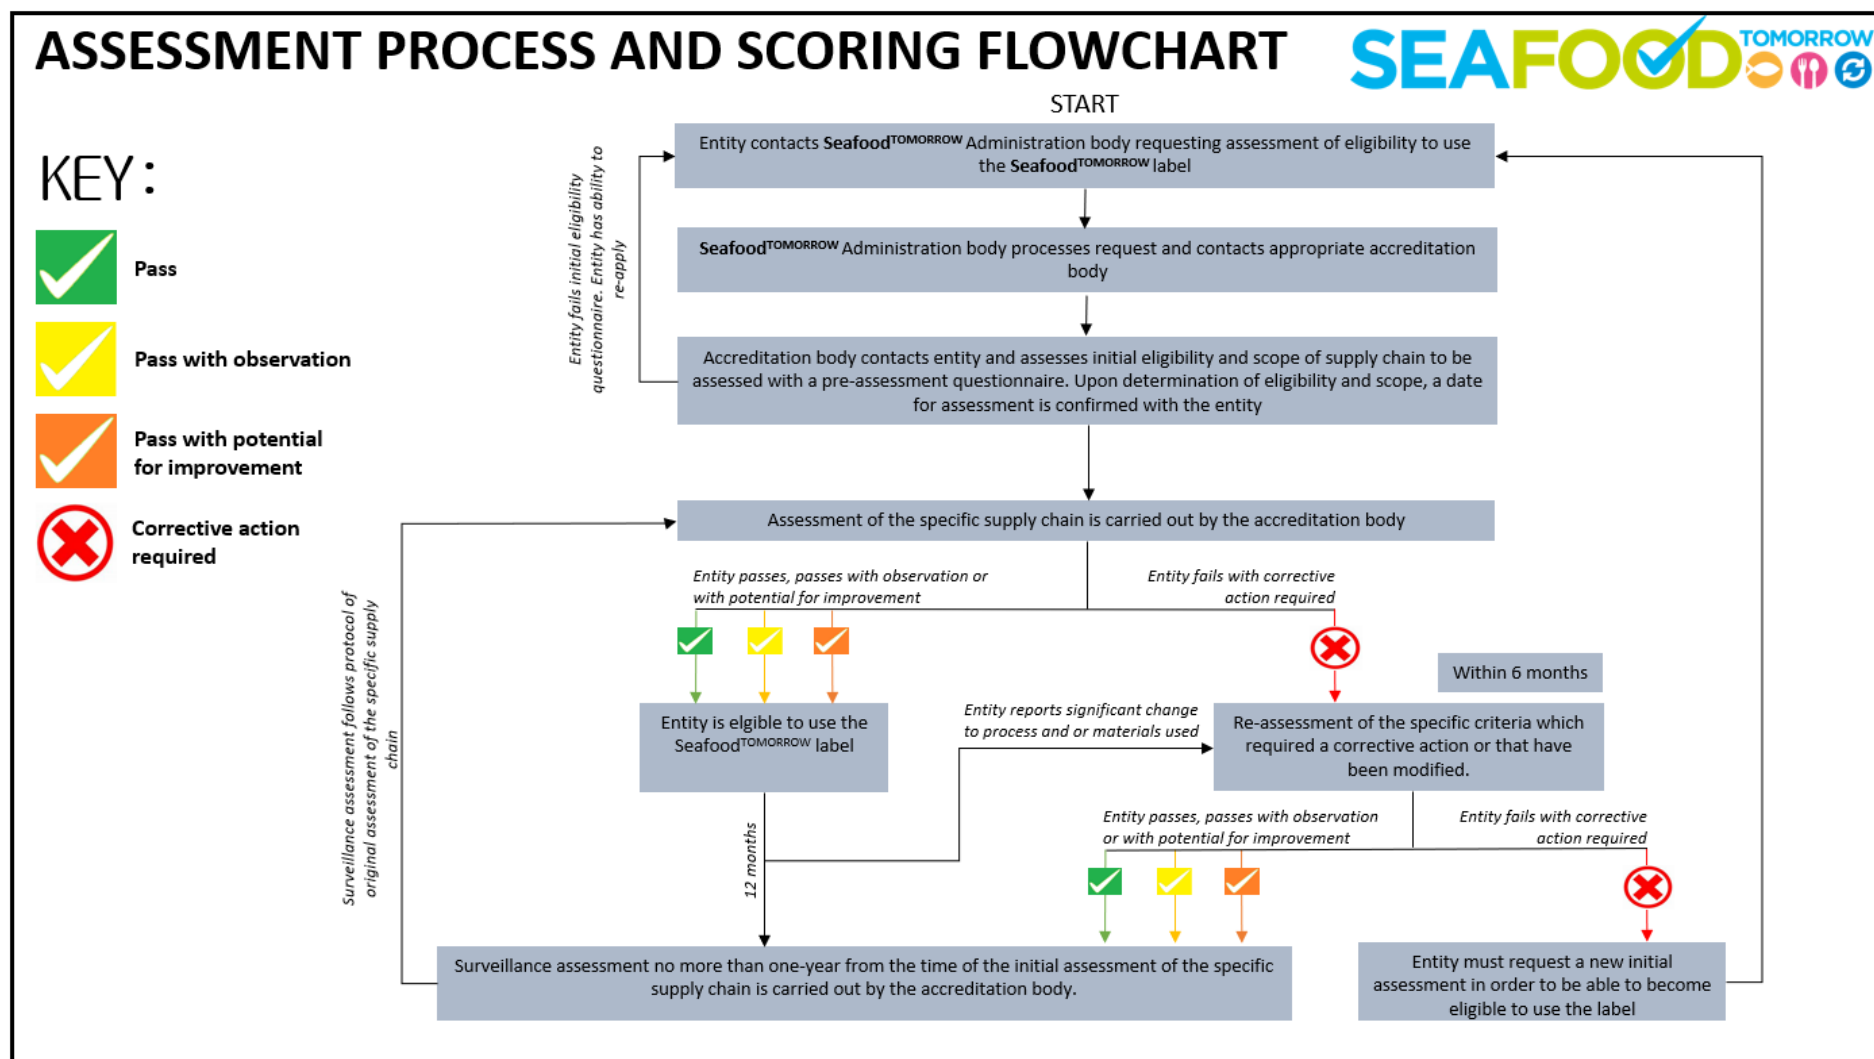 ASSESSMENT PROCESS AND SCORING FLOWCHART
SEAFOOD TOMORROW
KEY:
Pass
Pass with observation
Pass with potential
for improvement
Corrective action
required
START
Entity contacts SeafoodTOMORROW Administration body requesting assessment of eligibility to use
the SeafoodTOMORROW label
Entity fails initial eligibility
questionnaire. Entity has ability to
re-apply
SeafoodTOMORROW Administration body processes request and contacts appropriate accreditation
body
Accreditation body contacts entity and assesses initial eligibility and scope of supply chain to be
assessed with a pre-assessment questionnaire. Upon determination of eligibility and scope, a date
for assessment is confirmed with the entity
Assessment of the specific supply chain is carried out by the accreditation body
Entity passes, passes with observation or
with potential for improvement
Entity fails with corrective
action required
Within 6 months
Entity is elgible to use the
SeafoodTOMORROW label
Entity reports significant change
to process and or materials used
Re-assessment of the specific criteria which
required a corrective action or that have
been modified.
Surveillance assessment follows protocol of
original assessment of the specific supply
chain
12 months
Entity passes, passes with observation
or with potential for improvement
Entity fails with corrective
action required
Surveillance assessment no more than one-year from the time of the initial assessment of the specific
supply chain is carried out by the accreditation body.
Entity must request a new initial
assessment in order to be able to become
eligible to use the label